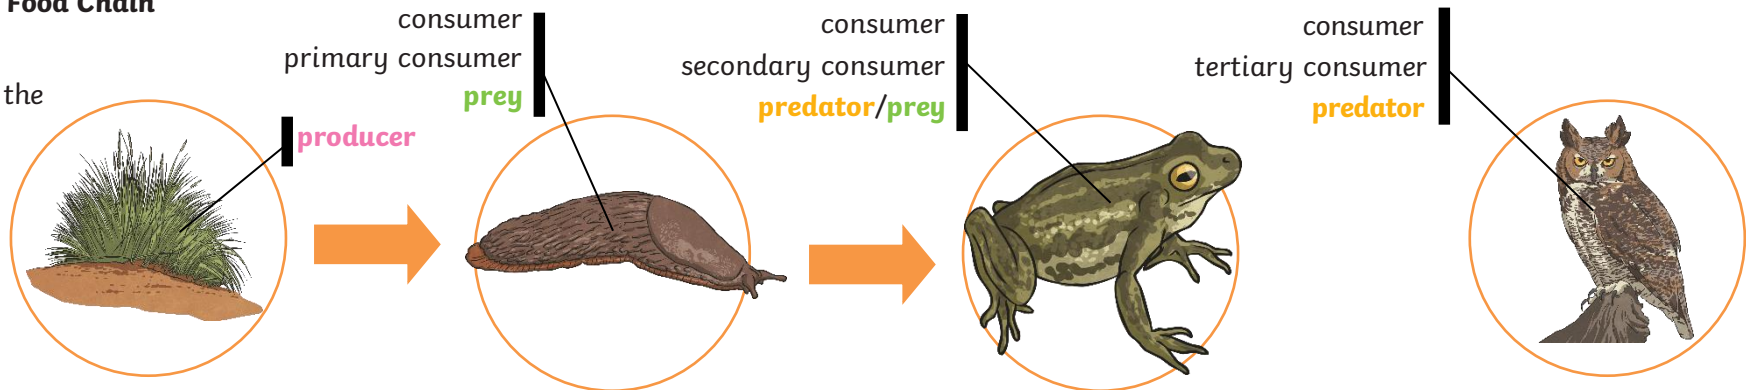 Food Chain
the
producer
consumer
primary consumer
prey
consumer
secondary consumer
predator/prey
consumer
tertiary consumer
predator